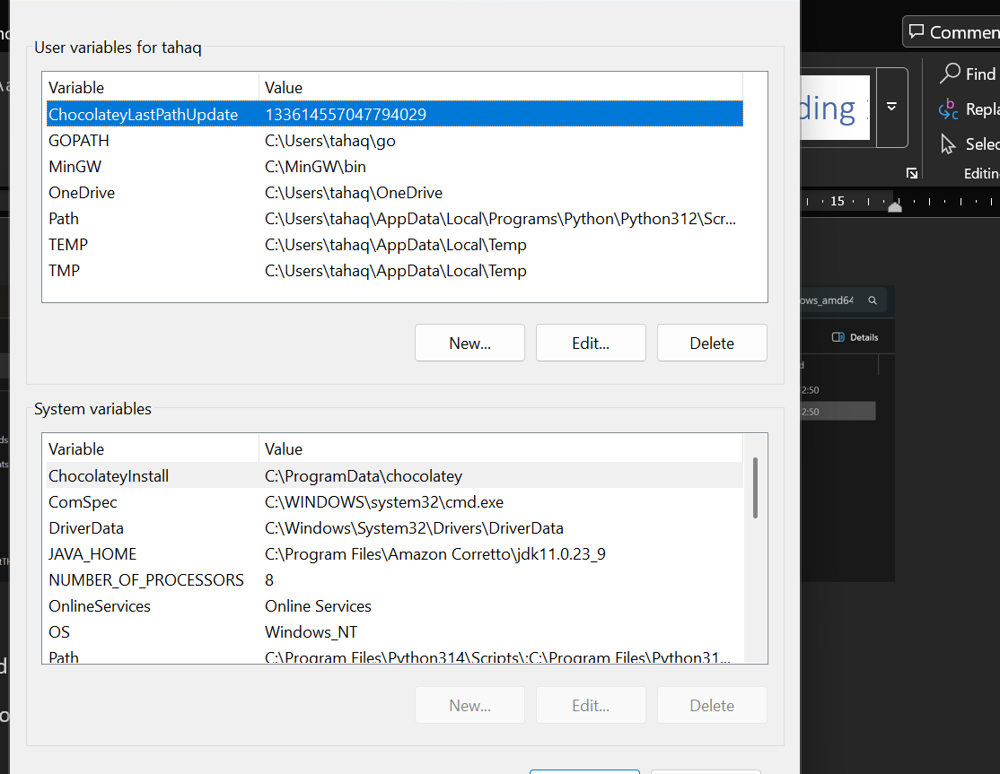 User variables for tahaq
Variable Value
ChocolateyLastPathUpdate 133614557047794029
GOPATH C:\Users\tahaq\go
MinGW C:\MinGW\bin
OneDrive C:\Users\tahaq\OneDrive
Path C:\Users\tahaq\AppData\Local\Programs\Python\Python312\Scr...
TEMP C:\Users\tahaq\AppData\Local\Temp
TMP C:\Users\tahaq\AppData\Local\Temp
New... Edit... Delete
System variables
Variable Value
ChocolateyInstall C:\ProgramData\chocolatey
ComSpec C:\WINDOWS\system32\cmd.exe
DriverData C:\Windows\System32\Drivers\DriverData
JAVA_HOME C:\Program Files\Amazon Corretto\jdk11.0.23_9
NUMBER_OF_PROCESSORS 8
OnlineServices Online Services
OS Windows_NT
Path C:\Program Files\Python314\Scripts\;C:\Program Files\Python31...
New... Edit... Delete
Commen
Find
ding
Repla
Selec
Editin
15
ows_amd64
Details
2:50
2:50